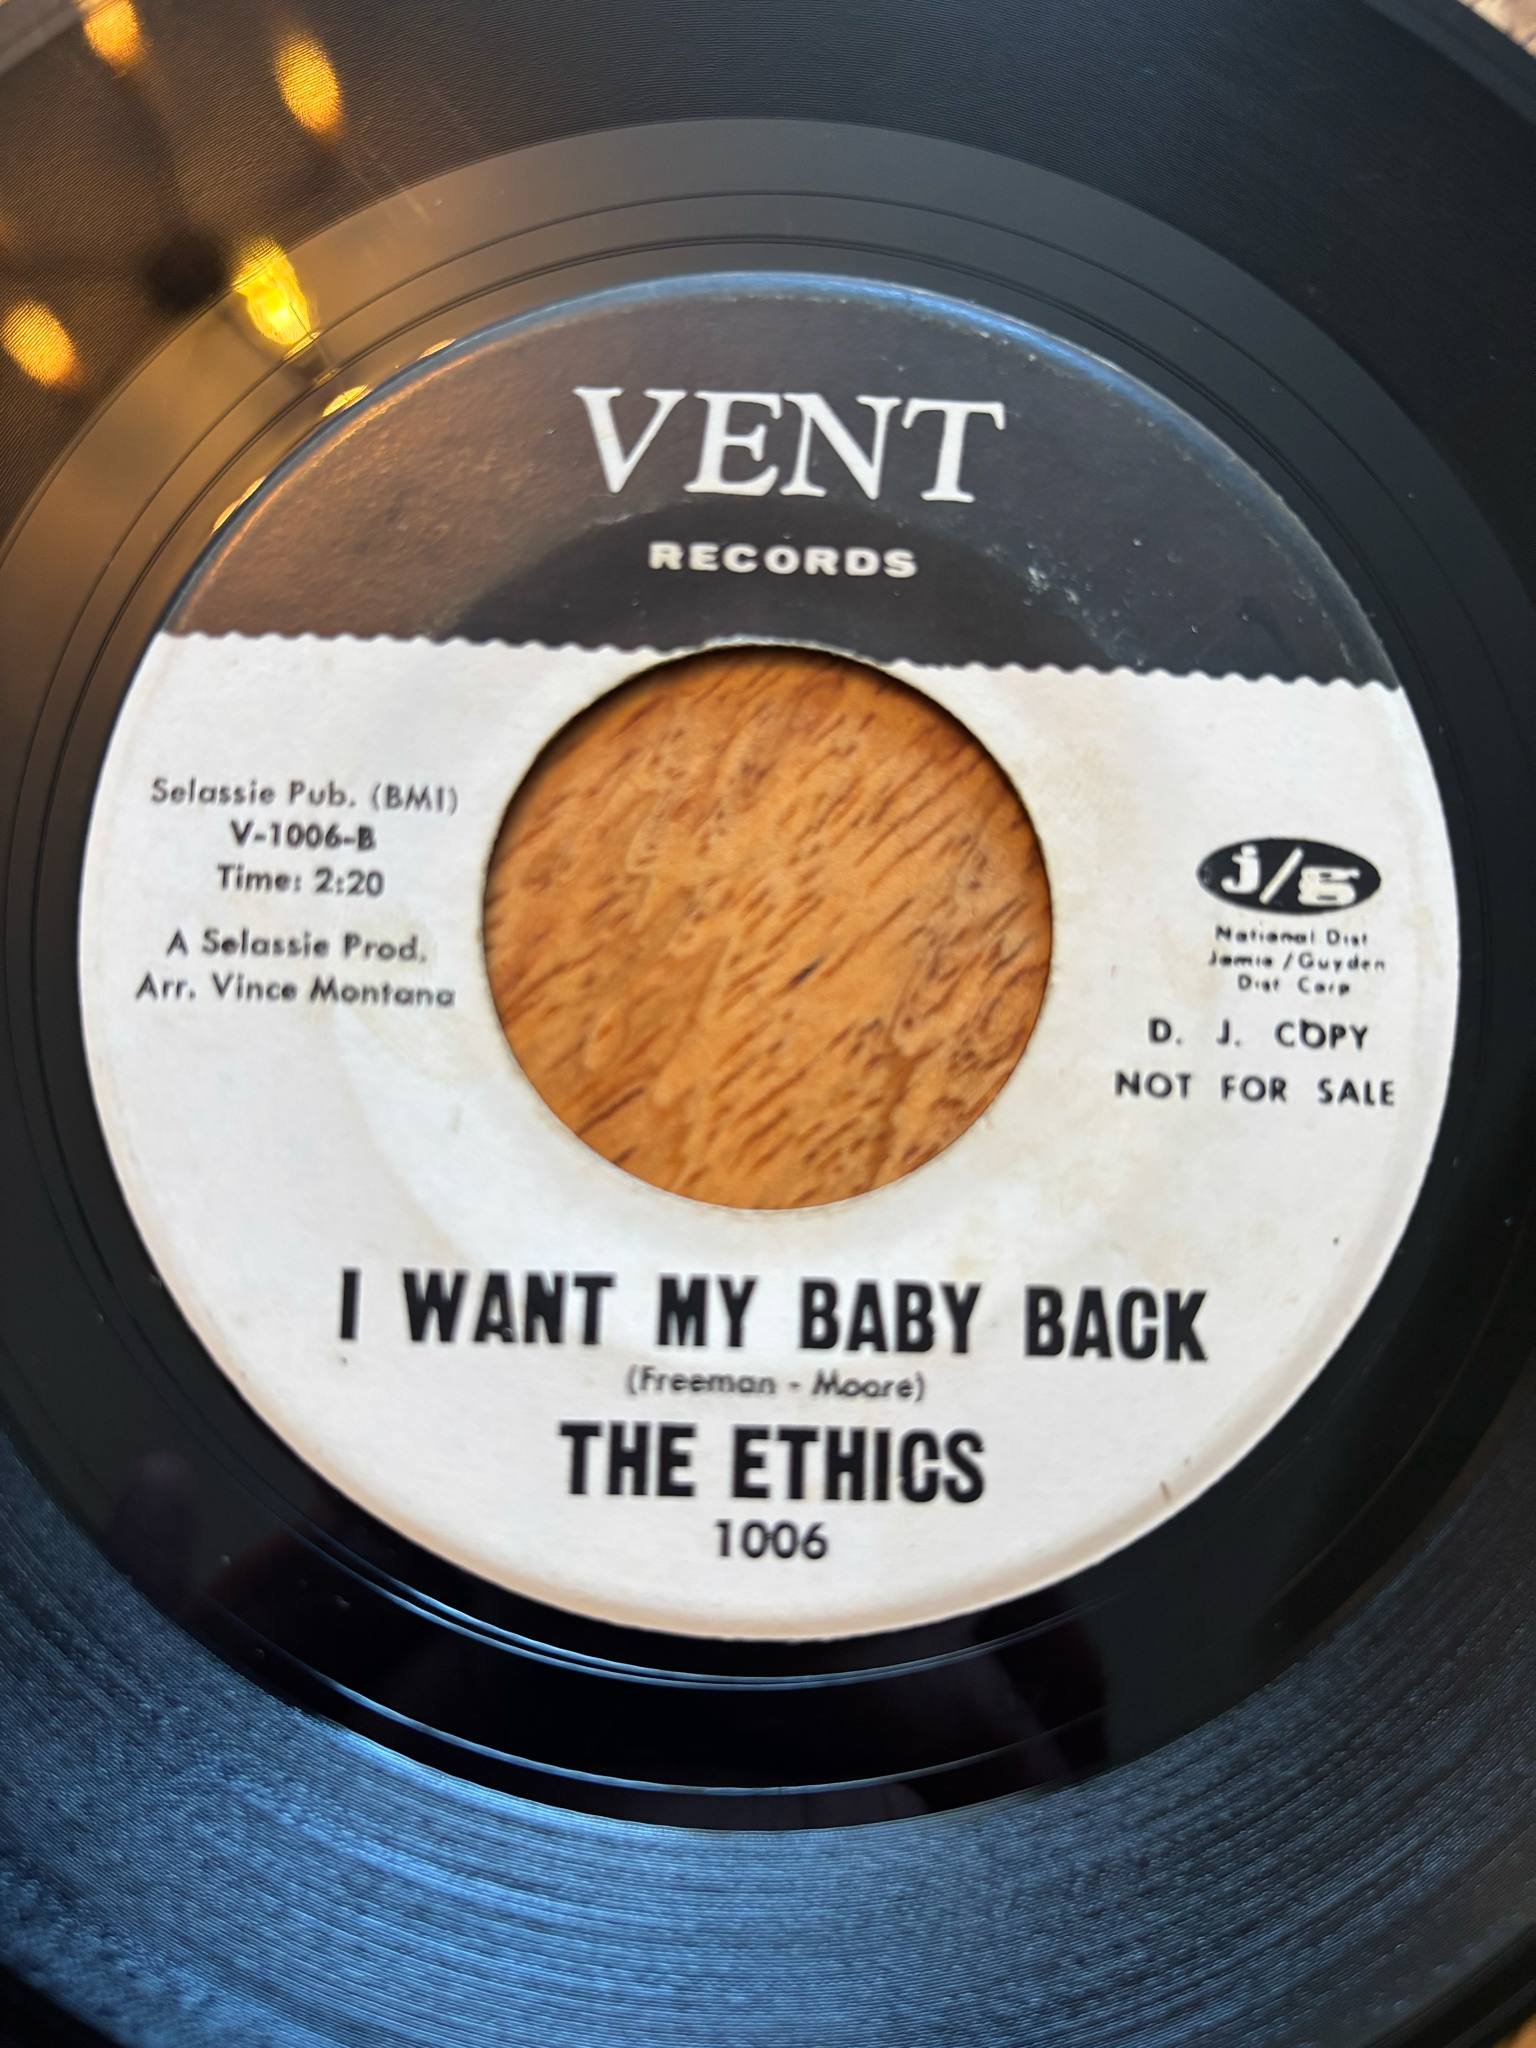 VENT
RECORDS
Selassie Pub. (BMI)
V-1006-B
Time: 2:20
A Selassie Prod.
Arr. Vince Montana
j/g
National Dist
Jamie/Guyden
Dist Corp
D. J. COPY
NOT FOR SALE
I WANT MY BABY BACK
(Freeman - Moore)
THE ETHICS
1006